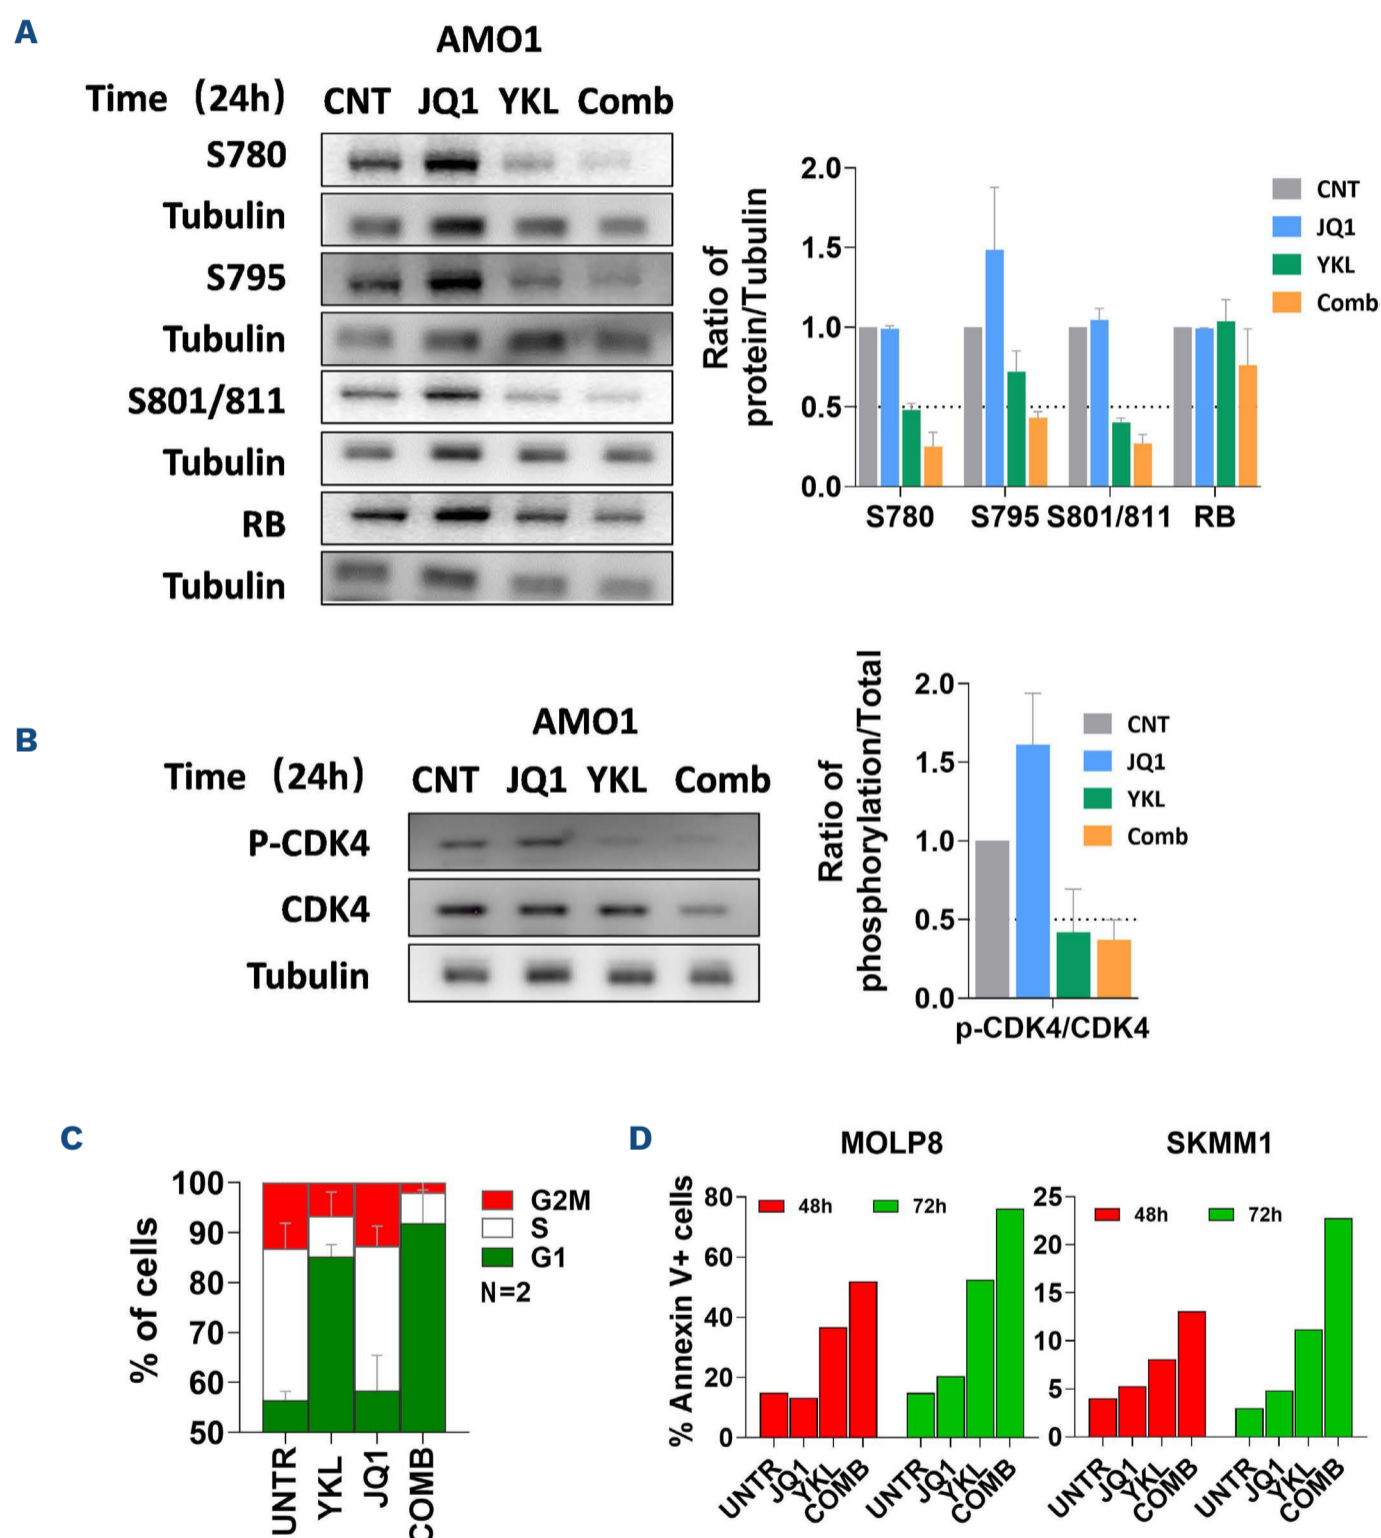 A
AMO1
Time (24h) CNT JQ1 YKL Comb
S780
Tubulin
S795
Tubulin
S801/811
Tubulin
RB
Tubulin
Ratio of
protein/Tubulin
2.0
1.5
1.0
0.5
0.0
S780 S795 S801/811 RB
CNT
JQ1
YKL
Comb
B
AMO1
Time (24h) CNT JQ1 YKL Comb
P-CDK4
CDK4
Tubulin
Ratio of
phosphorylation/Total
2.0
1.5
1.0
0.5
0.0
p-CDK4/CDK4
CNT
JQ1
YKL
Comb
C
% of cells
100
90
80
70
60
50
UNTR YKL JQ1 COMB
G2M
S
G1
N=2
D
MOLP8
% Annexin V+ cells
80
60
40
20
0
48h 72h
UNTR JQ1 YKL COMB UNTR JQ1 YKL COMB
SKMM1
25
20
15
10
5
0
48h 72h
UNTR JQ1 YKL COMB UNTR JQ1 YKL COMB